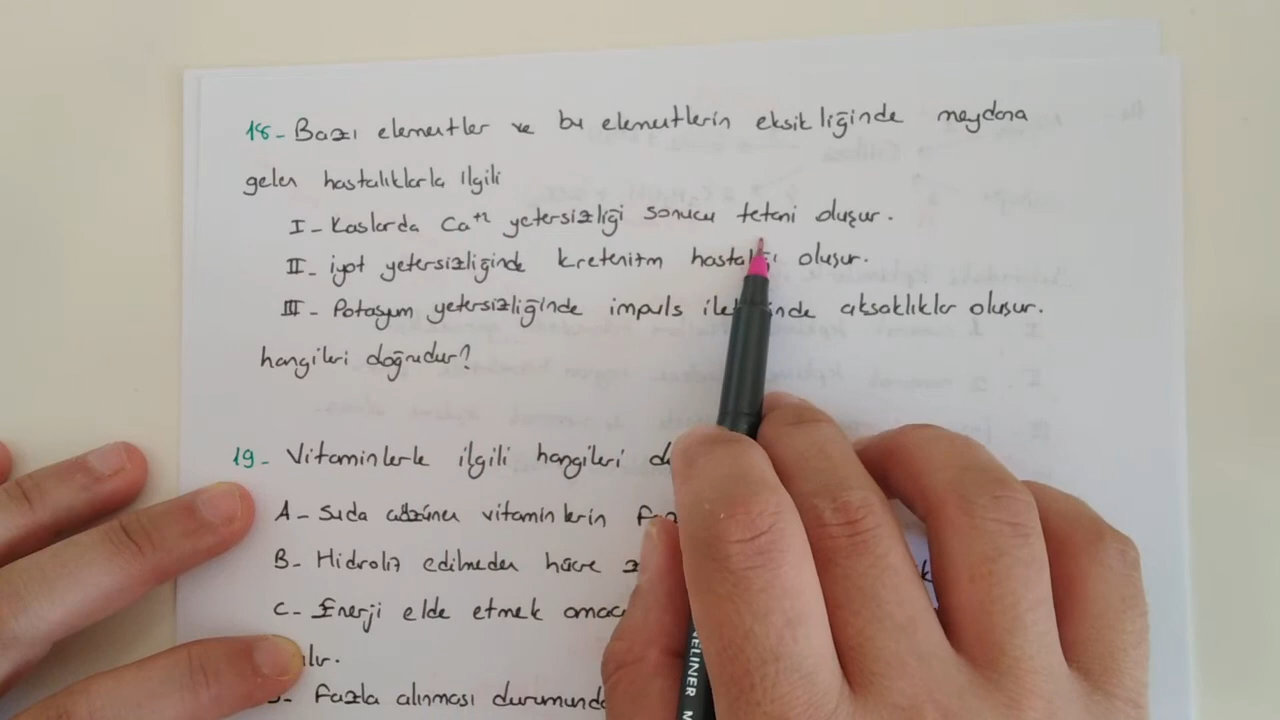 18- Bazı elementler ve bu elementlerin eksikliğinde meydana
gelen hastalıklarla ilgili
I- Kaslarda Ca+2 yetersizliği sonucu tetani oluşur.
II- iyot yetersizliğinde kretenizm hastalığı oluşur.
III- Potasyum yetersizliğinde impuls iletiminde aksaklıklar oluşur.
hangileri doğrudur?
19- Vitaminlerle ilgili hangileri
A- Suda çözünen vitaminlerin
B- Hidroliz edilmeden hücre
C- Enerji elde etmek
Fazla alınması durumunda
NELINER M